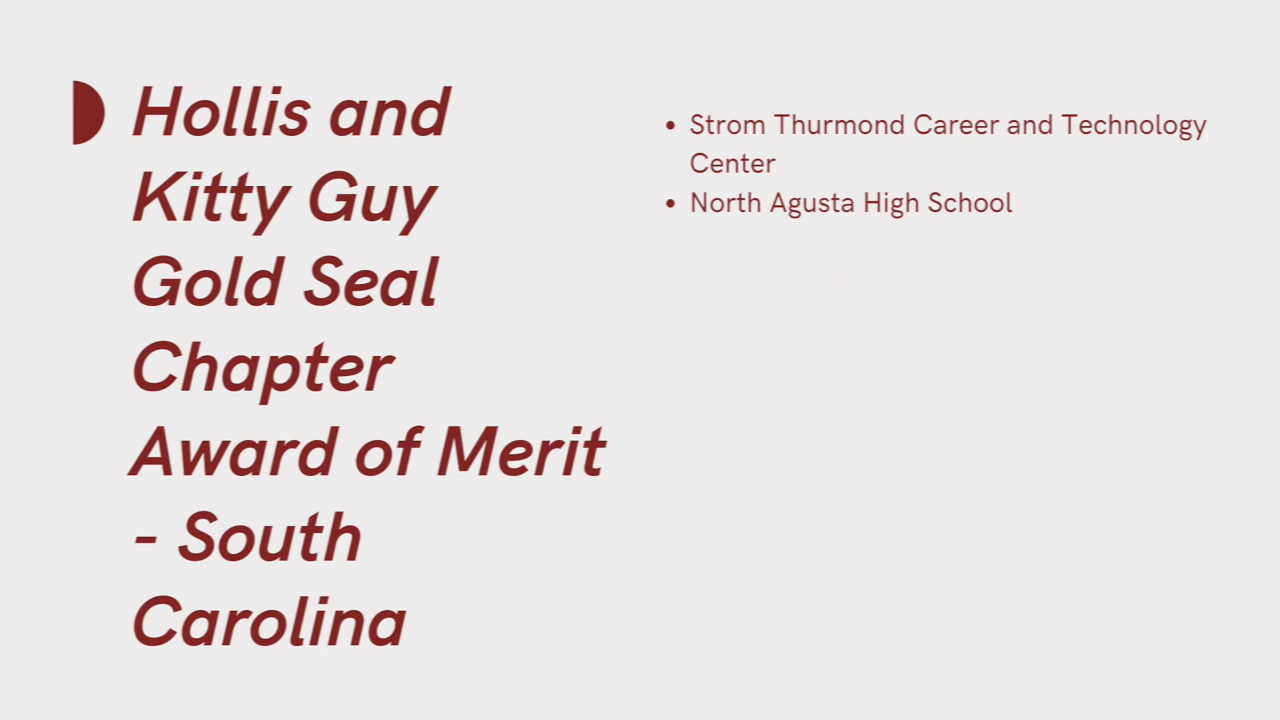 Hollis and
Kitty Guy
Gold Seal
Chapter
Award of Merit
- South
Carolina
• Strom Thurmond Career and Technology
Center
• North Agusta High School